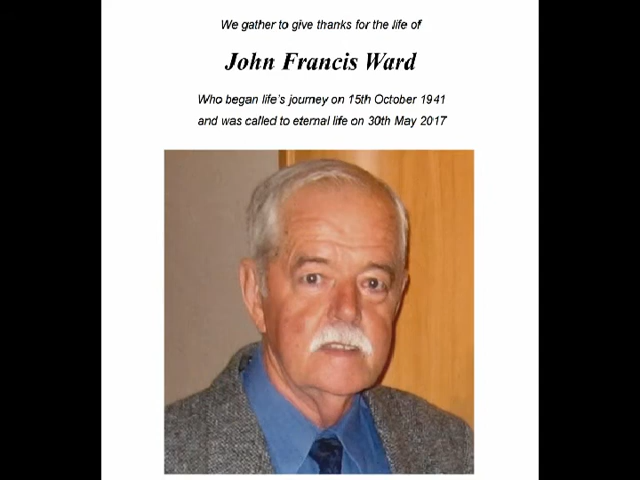 We gather to give thanks for the life of
John Francis Ward
Who began life's journey on 15th October 1941
and was called to eternal life on 30th May 2017